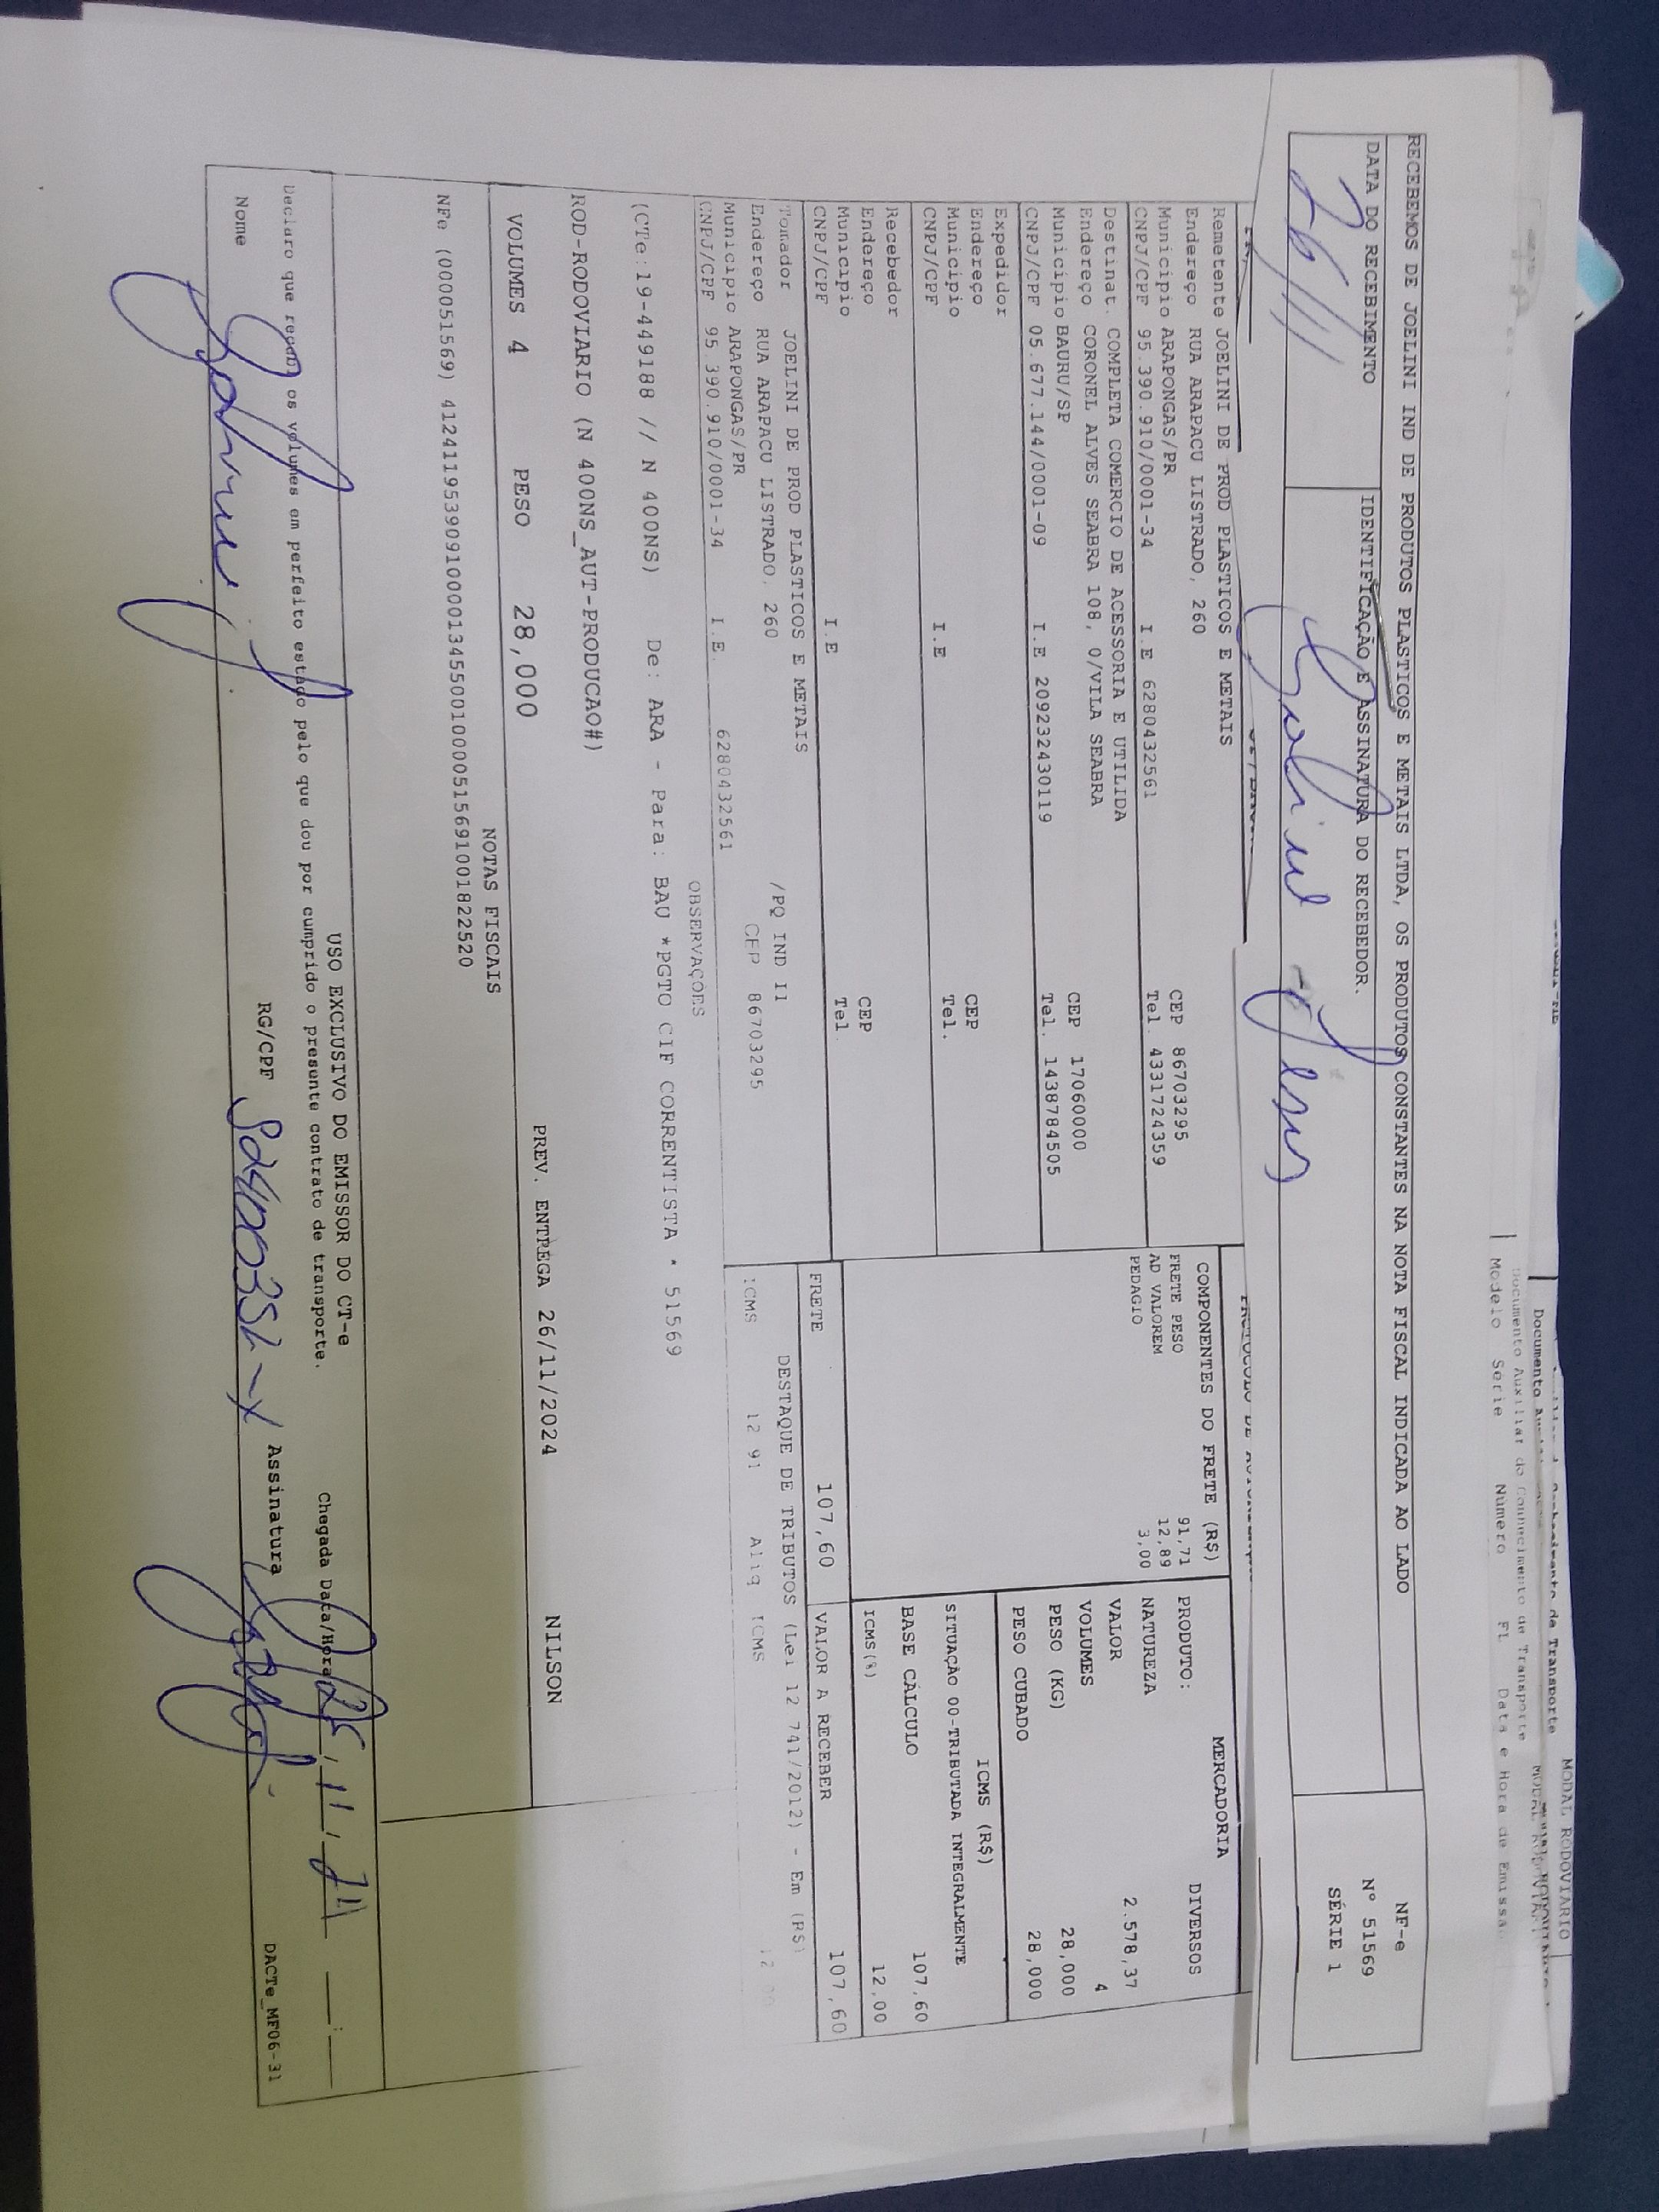 MODAL RODOVIARIO
Documento Auxiliar do Conhecimento de Transporte
Modelo Série Número FL Data e Hora de Emissão
RECEBEMOS DE JOELINI IND DE PRODUTOS PLASTICOS E METAIS LTDA, OS PRODUTOS CONSTANTES NA NOTA FISCAL INDICADA AO LADO
NF-e
Nº 51569
SÉRIE 1
DATA DO RECEBIMENTO
26/11
IDENTIFICAÇÃO E ASSINATURA DO RECEBEDOR.
Remetente JOELINI DE PROD PLASTICOS E METAIS
Endereço RUA ARAPACU LISTRADO, 260 CEP 86703295
Municipio ARAPONGAS/PR Tel. 4331724359
CNPJ/CPF 95.390.910/0001-34 I.E 6280432561
Destinat. COMPLETA COMERCIO DE ACESSORIA E UTILIDA
Endereço CORONEL ALVES SEABRA 108, 0/VILA SEABRA CEP 17060000
Municipio BAURU/SP Tel. 1438784505
CNPJ/CPF 05.677.144/0001-09 I.E 209232430119
Expedidor
Endereço CEP
Municipio Tel.
CNPJ/CPF I.E
Recebedor
Endereço CEP
Municipio Tel
CNPJ/CPF I.E
Tomador JOELINI DE PROD PLASTICOS E METAIS
Endereço RUA ARAPACU LISTRADO, 260 /PQ IND II
Municipio ARAPONGAS/PR CEP 86703295
CNPJ/CPF 95.390.910/0001-34 I.E. 6280432561
COMPONENTES DO FRETE (R$)
FRETE PESO 91,71
AD VALOREM 12,89
PEDAGIO 3,00
FRETE 107,60
MERCADORIA
PRODUTO: DIVERSOS
NATUREZA
VALOR 2.578,37
VOLUMES 4
PESO (KG) 28,000
PESO CUBADO 28,000
ICMS (R$)
SITUAÇÃO 00-TRIBUTADA INTEGRALMENTE
BASE CÁLCULO 107,60
ICMS(%) 12,00
VALOR A RECEBER 107,60
DESTAQUE DE TRIBUTOS (Lei 12 741/2012) - Em (R$)
ICMS 12 91 Aliq ICMS
OBSERVAÇÕES
(CTe:19-449188 // N 400NS) De: ARA - Para: BAU *PGTO CIF CORRENTISTA * 51569
ROD-RODOVIARIO (N 400NS_AUT-PRODUCAO#)
VOLUMES 4 PESO 28,000 PREV. ENTREGA 26/11/2024 NILSON
NOTAS FISCAIS
NFe (000051569) 41241195390910000134550010000515691001822520
USO EXCLUSIVO DO EMISSOR DO CT-e
Declaro que recebi os volumes em perfeito estado pelo que dou por cumprido o presente contrato de transporte. Chegada Data/Hora
Nome RG/CPF Assinatura
DACTe_MF06-31